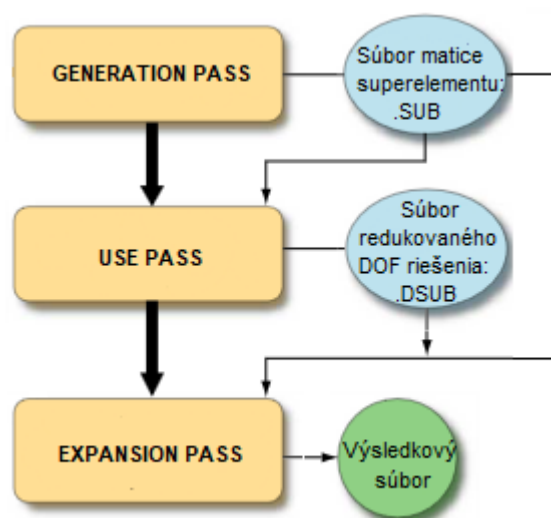 GENERATION PASS
Súbor matice
superelementu:
.SUB
USE PASS
Súbor
redukovaného
DOF riešenia:
.DSUB
EXPANSION PASS
Výsledkový
súbor